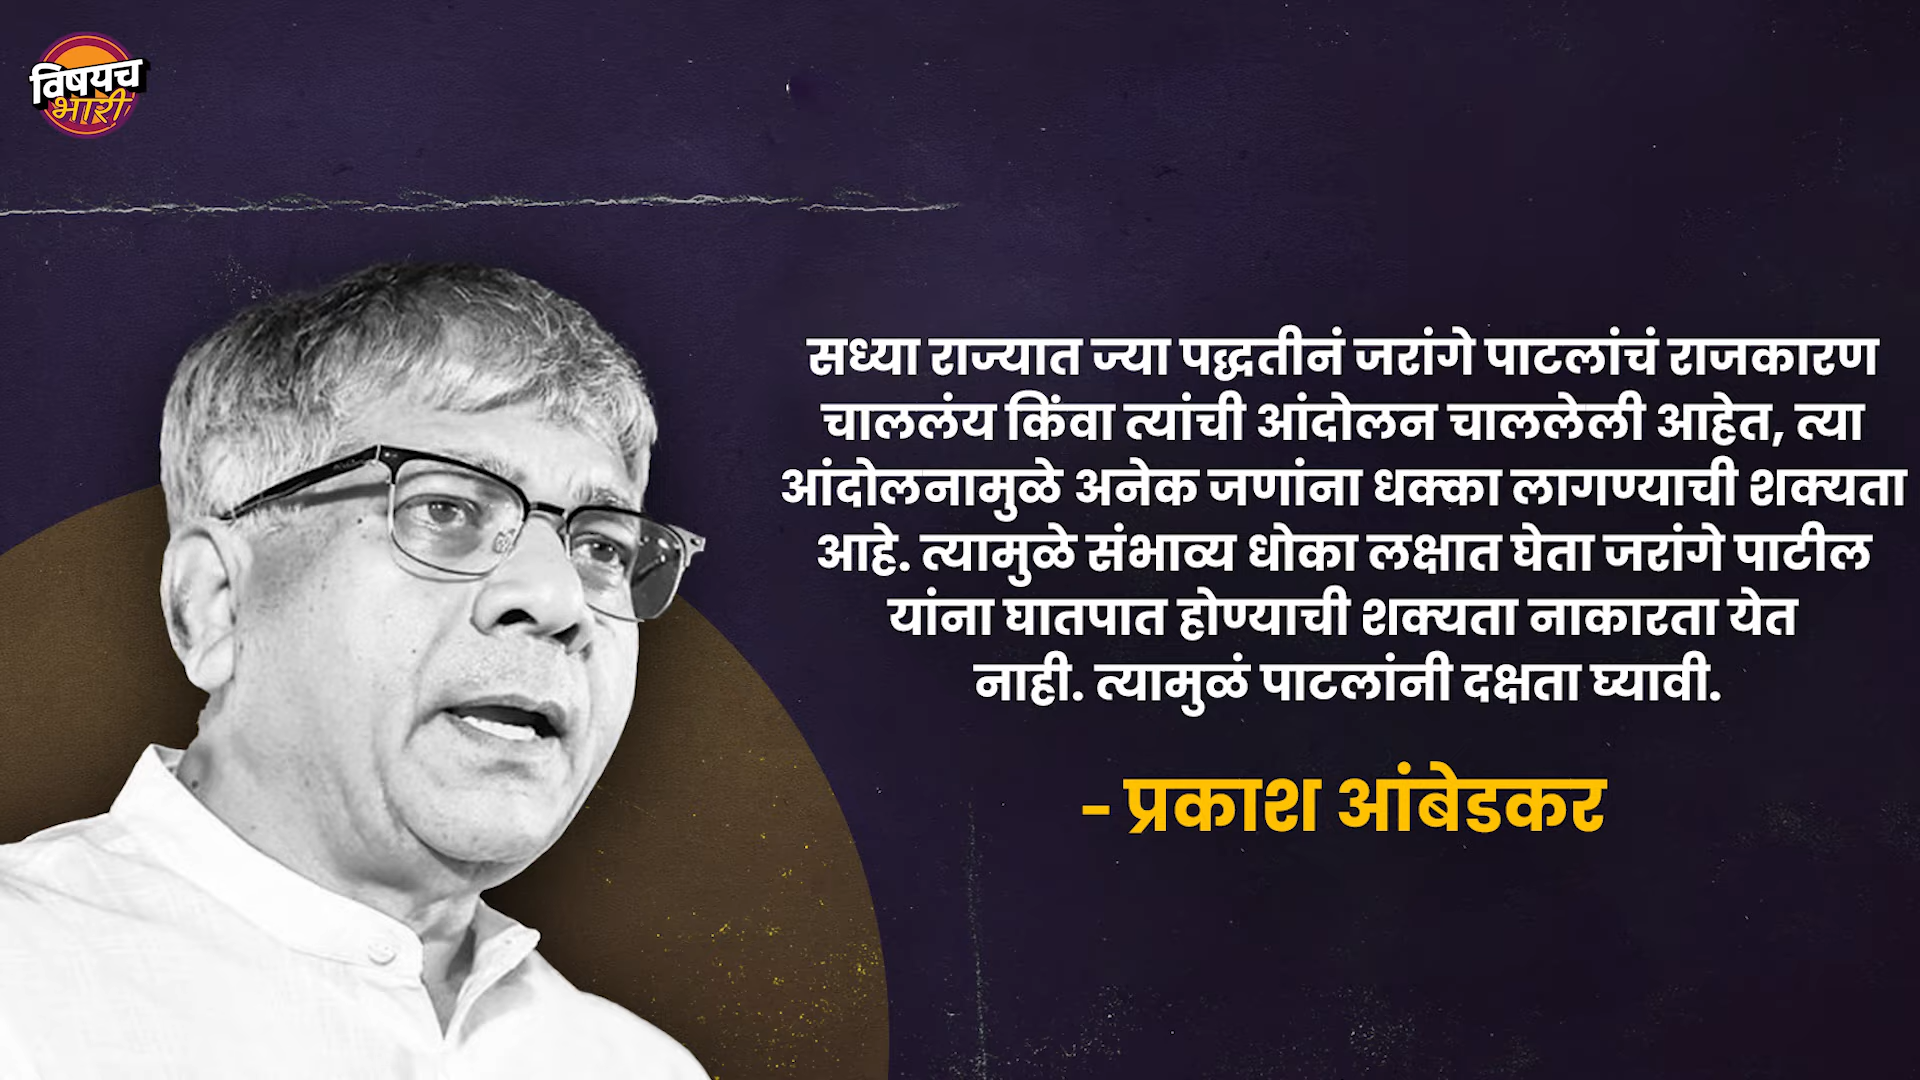 विषयच
भारी
सध्या राज्यात ज्या पद्धतीनं जरांगे पाटलांचं राजकारण
चाललंय किंवा त्यांची आंदोलन चाललेली आहेत, त्या
आंदोलनामुळे अनेक जणांना धक्का लागण्याची शक्यता
आहे. त्यामुळे संभाव्य धोका लक्षात घेता जरांगे पाटील
यांना घातपात होण्याची शक्यता नाकारता येत
नाही. त्यामुळं पाटलांनी दक्षता घ्यावी.
- प्रकाश आंबेडकर